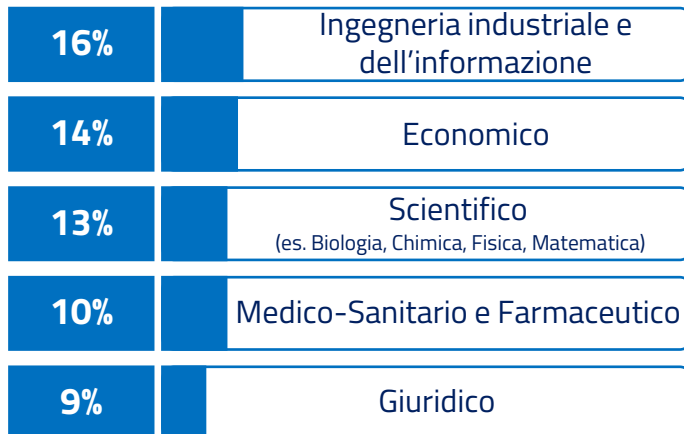 16%
Ingegneria industriale e
dell’informazione
14%
Economico
13%
Scientifico
(es. Biologia, Chimica, Fisica, Matematica)
10%
Medico-Sanitario e Farmaceutico
9%
Giuridico